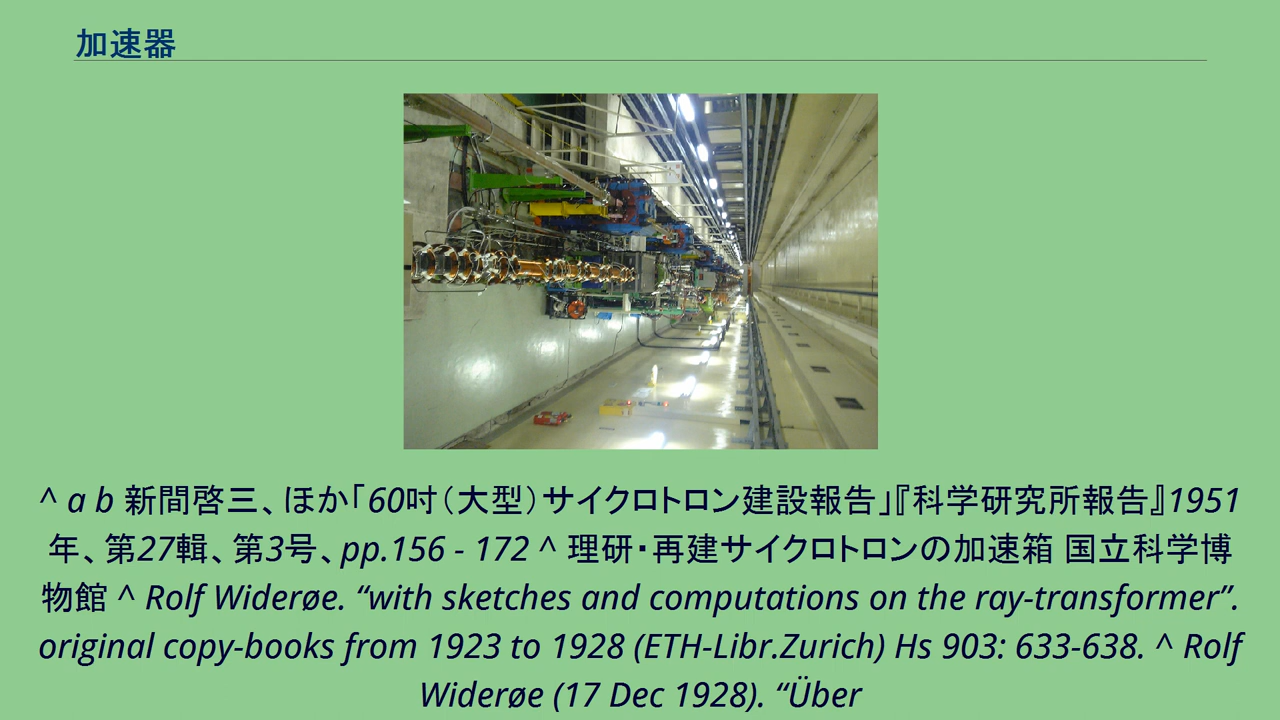 加速器
^ a b 新間啓三、ほか「60吋（大型）サイクロトロン建設報告」『科学研究所報告』1951
年、第27輯、第3号、pp.156 - 172 ^ 理研・再建サイクロトロンの加速箱 国立科学博
物館 ^ Rolf Widerøe. “with sketches and computations on the ray-transformer”.
original copy-books from 1923 to 1928 (ETH-Libr.Zurich) Hs 903: 633-638. ^ Rolf
Widerøe (17 Dec 1928). “Über